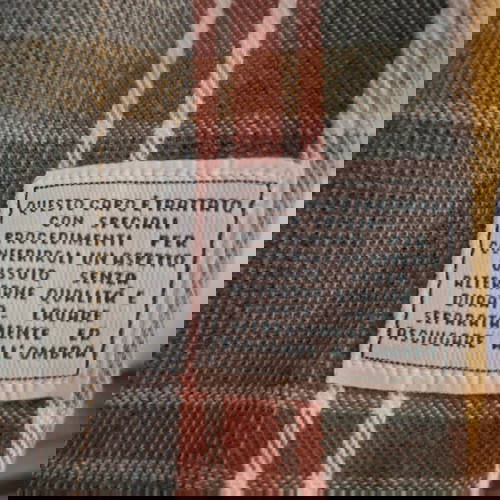 QUESTO CAPO E TRATTATO
CON SPECIALI
PROCEDIMENTI PER
CONFERIRGLI UN ASPETTO
VISSUTO SENZA
ALTERARNE QUALITÀ E
DURATA. LAVARE
SEPARATAMENTE ED
ASCIUGARE ALL'OMBRA.